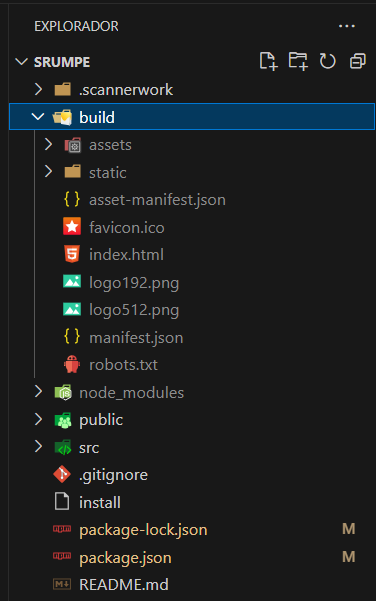 EXPLORADOR
SRUMPE
.scannerwork
build
assets
static
asset-manifest.json
favicon.ico
index.html
logo192.png
logo512.png
manifest.json
robots.txt
node_modules
public
src
.gitignore
install
package-lock.json M
package.json M
README.md